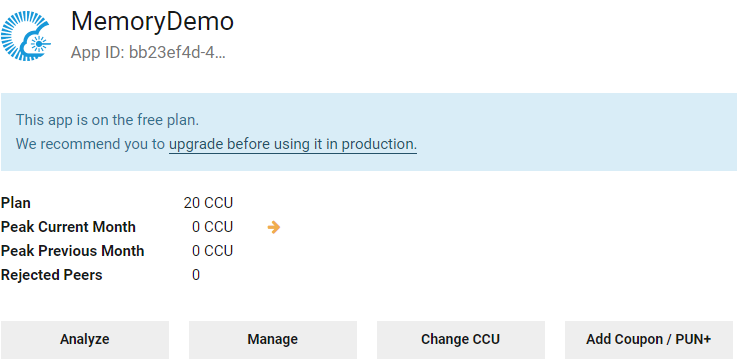 MemoryDemo
App ID: bb23ef4d-4...
This app is on the free plan.
We recommend you to upgrade before using it in production.
Plan 20 CCU
Peak Current Month 0 CCU
Peak Previous Month 0 CCU
Rejected Peers 0
Analyze Manage Change CCU Add Coupon / PUN+